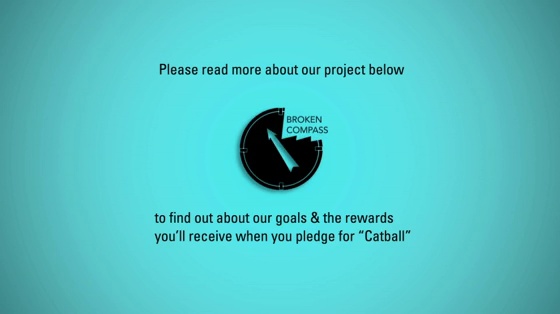 Please read more about our project below
BROKEN
COMPASS
to find out about our goals & the rewards
you'll receive when you pledge for “Catball”